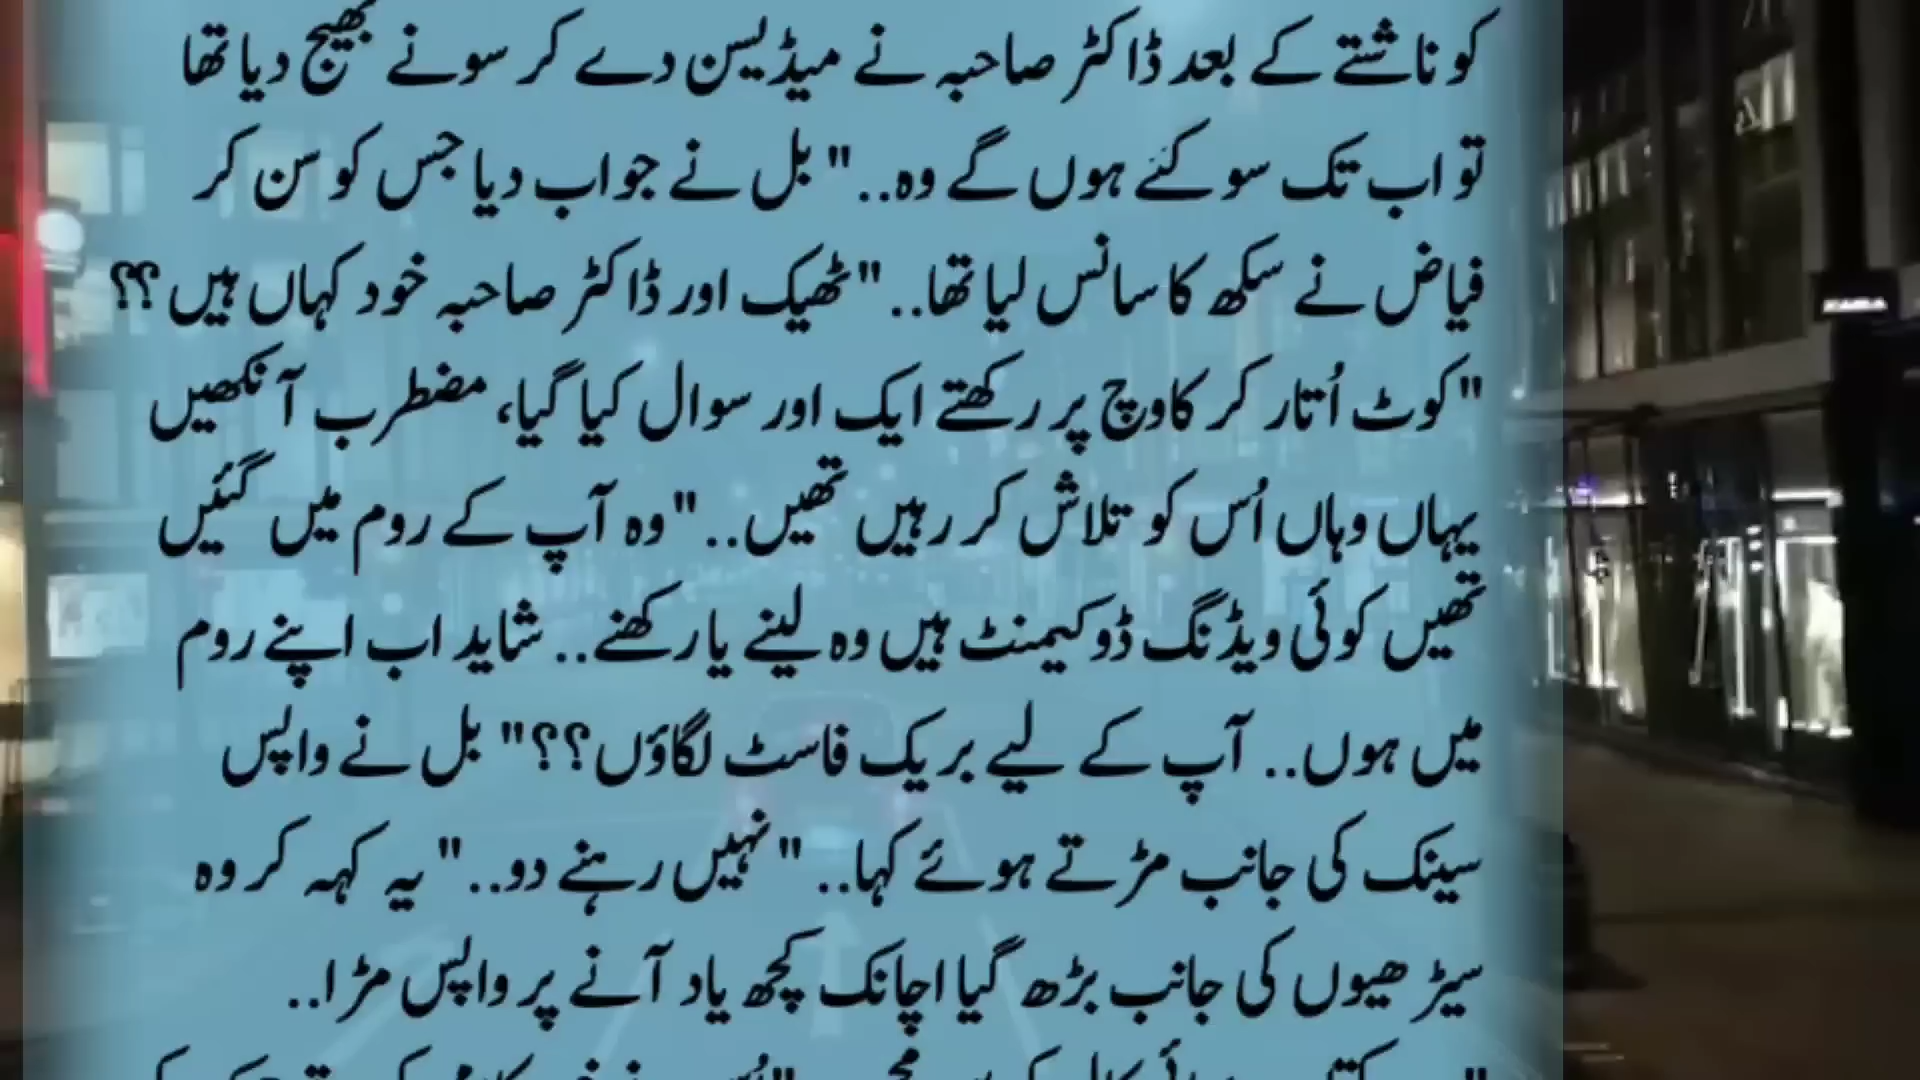 کو ناشتے کے بعد ڈاکٹر صاحبہ نے میڈیسن دے کر سونے بھیج دیا تھا
تو اب تک سو گئے ہوں گے وہ.." بل نے جواب دیا جس کو سن کر
فیاض نے سکھ کا سانس لیا تھا.. "ٹھیک اور ڈاکٹر صاحبہ خود کہاں ہیں؟؟
"کوٹ اُتار کر کاوچ پر رکھتے ایک اور سوال کیا گیا، مضطرب آنکھیں
یہاں وہاں اُس کو تلاش کر رہیں تھیں.. "وہ آپ کے روم میں گئیں
تھیں کوئی ویڈنگ ڈوکیمنٹ ہیں وہ لینے یا رکھنے.. شاید اب اپنے روم
میں ہوں.. آپ کے لیے بریک فاسٹ لگاؤں؟؟" بل نے واپس
سینک کی جانب مڑتے ہوئے کہا.. "نہیں رہنے دو.." یہ کہہ کر وہ
سیڑھیوں کی جانب بڑھ گیا اچانک کچھ یاد آنے پر واپس مڑا..